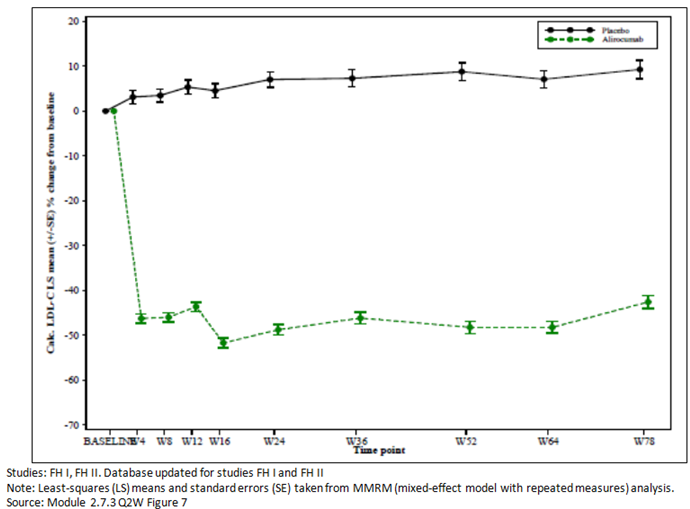 20
10
0
-10
-20
-30
-40
-50
-60
-70
Calc. LDL-C LS mean (+/-SE) % change from baseline
Placebo
Alirocumab
BASELINE W4 W8 W12 W16 W24 W36 W52 W64 W78
Time point
Studies: FH I, FH II. Database updated for studies FH I and FH II
Note: Least-squares (LS) means and standard errors (SE) taken from MMRM (mixed-effect model with repeated measures) analysis.
Source: Module 2.7.3 Q2W Figure 7